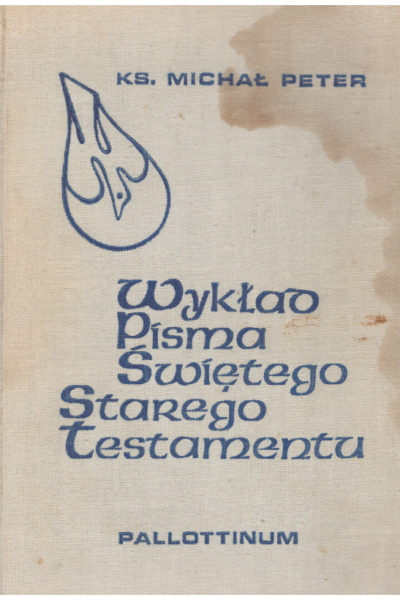 KS. MICHAŁ PETER
Wykład
Pisma
Świętego
Starego
Testamentu
PALLOTTINUM